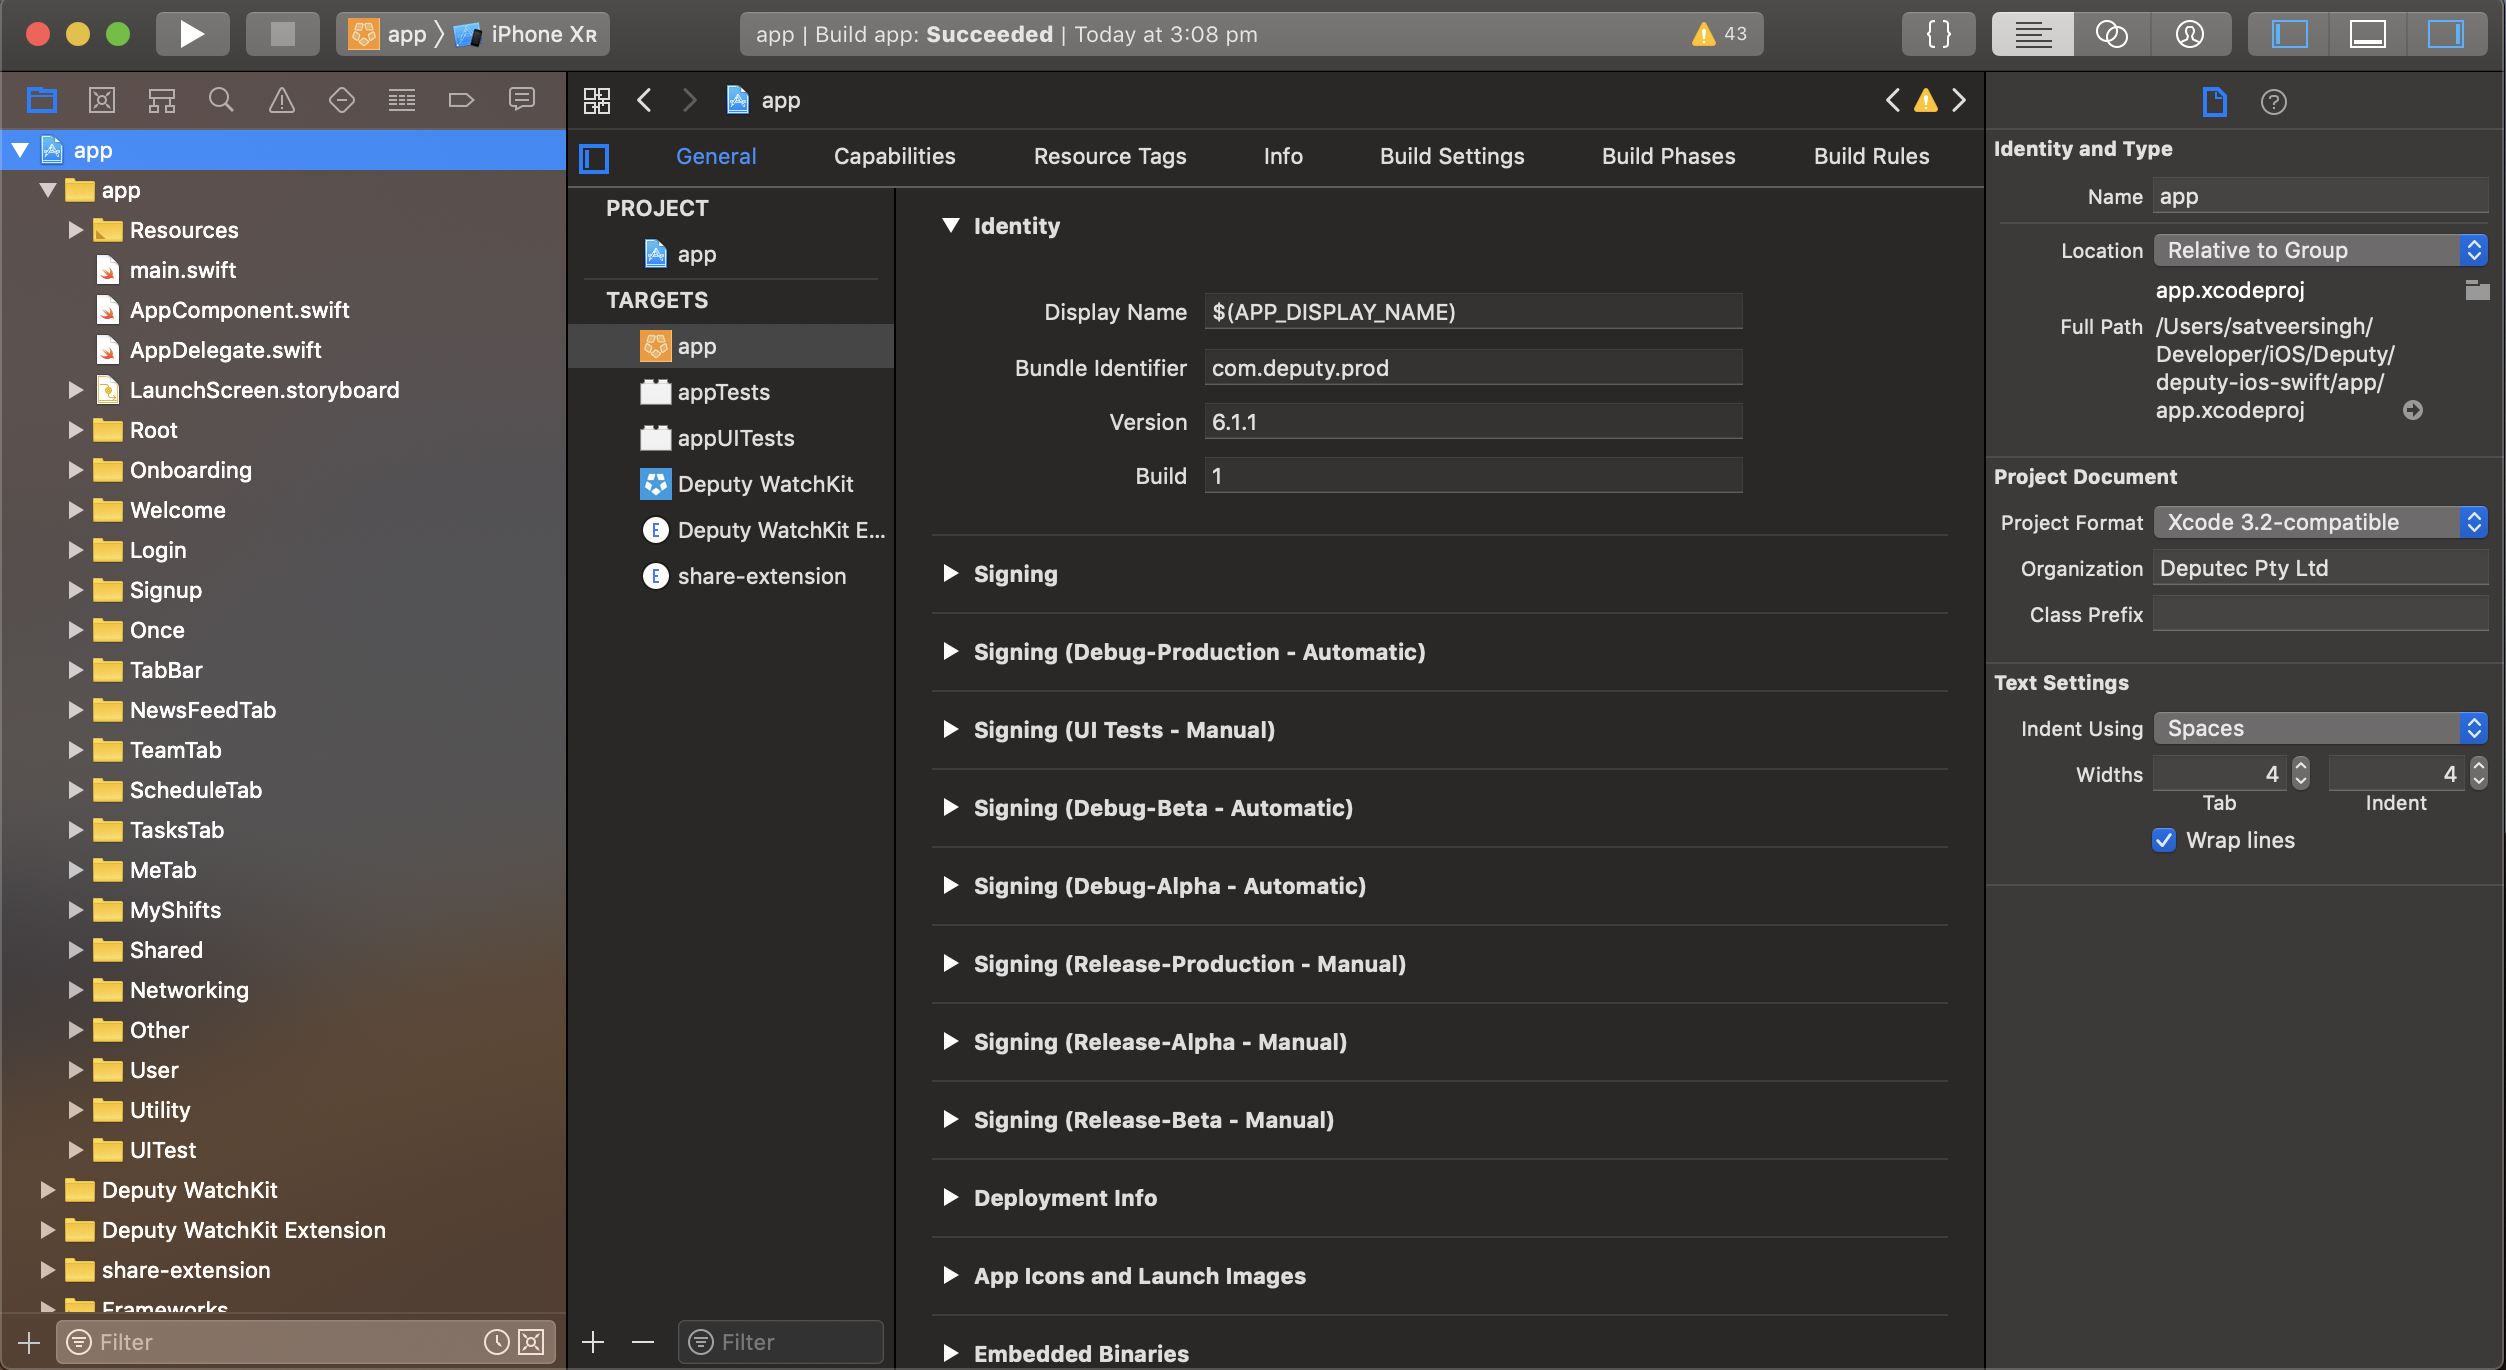 app 〉 iPhone XR
app | Build app: Succeeded | Today at 3:08 pm
43
{ }
app
app
Resources
main.swift
AppComponent.swift
AppDelegate.swift
LaunchScreen.storyboard
Root
Onboarding
Welcome
Login
Signup
Once
TabBar
NewsFeedTab
TeamTab
ScheduleTab
TasksTab
MeTab
MyShifts
Shared
Networking
Other
User
Utility
UITest
Deputy WatchKit
Deputy WatchKit Extension
share-extension
Frameworks
Filter
app
General
Capabilities
Resource Tags
Info
Build Settings
Build Phases
Build Rules
PROJECT
app
TARGETS
app
appTests
appUITests
Deputy WatchKit
E Deputy WatchKit E...
E share-extension
Filter
Identity
Display Name $(APP_DISPLAY_NAME)
Bundle Identifier com.deputy.prod
Version 6.1.1
Build 1
Signing
Signing (Debug-Production - Automatic)
Signing (UI Tests - Manual)
Signing (Debug-Beta - Automatic)
Signing (Debug-Alpha - Automatic)
Signing (Release-Production - Manual)
Signing (Release-Alpha - Manual)
Signing (Release-Beta - Manual)
Deployment Info
App Icons and Launch Images
Embedded Binaries
?
Identity and Type
Name app
Location Relative to Group
app.xcodeproj
Full Path /Users/satveersingh/
Developer/iOS/Deputy/
deputy-ios-swift/app/
app.xcodeproj
Project Document
Project Format Xcode 3.2-compatible
Organization Deputec Pty Ltd
Class Prefix
Text Settings
Indent Using Spaces
Widths 4 4
Tab Indent
Wrap lines